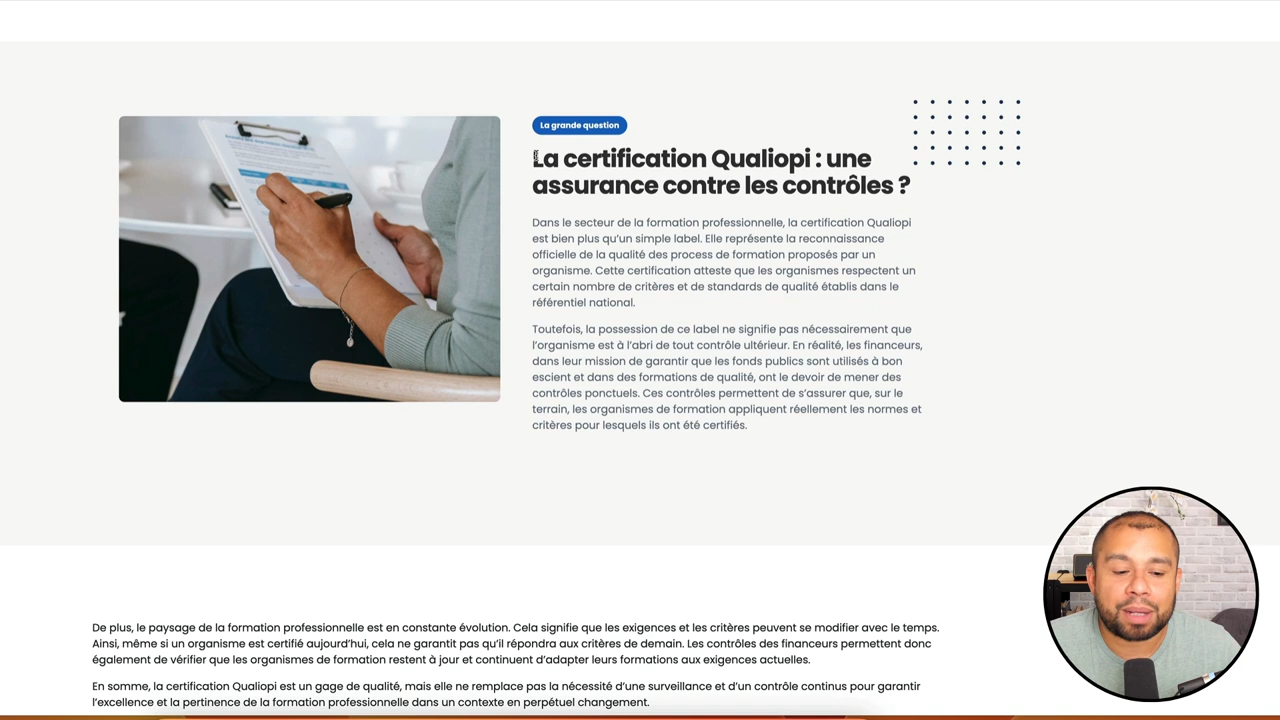 La grande question
La certification Qualiopi : une
assurance contre les contrôles ?
Dans le secteur de la formation professionnelle, la certification Qualiopi
est bien plus qu'un simple label. Elle représente la reconnaissance
officielle de la qualité des process de formation proposés par un
organisme. Cette certification atteste que les organismes respectent un
certain nombre de critères et de standards de qualité établis dans le
référentiel national.
Toutefois, la possession de ce label ne signifie pas nécessairement que
l'organisme est à l'abri de tout contrôle ultérieur. En réalité, les financeurs,
dans leur mission de garantir que les fonds publics sont utilisés à bon
escient et dans des formations de qualité, ont le devoir de mener des
contrôles ponctuels. Ces contrôles permettent de s'assurer que, sur le
terrain, les organismes de formation appliquent réellement les normes et
critères pour lesquels ils ont été certifiés.
De plus, le paysage de la formation professionnelle est en constante évolution. Cela signifie que les exigences et les critères peuvent se modifier avec le temps.
Ainsi, même si un organisme est certifié aujourd'hui, cela ne garantit pas qu'il répondra aux critères de demain. Les contrôles des financeurs permettent donc
également de vérifier que les organismes de formation restent à jour et continuent d'adapter leurs formations aux exigences actuelles.
En somme, la certification Qualiopi est un gage de qualité, mais elle ne remplace pas la nécessité d'une surveillance et d'un contrôle continus pour garantir
l'excellence et la pertinence de la formation professionnelle dans un contexte en perpétuel changement.